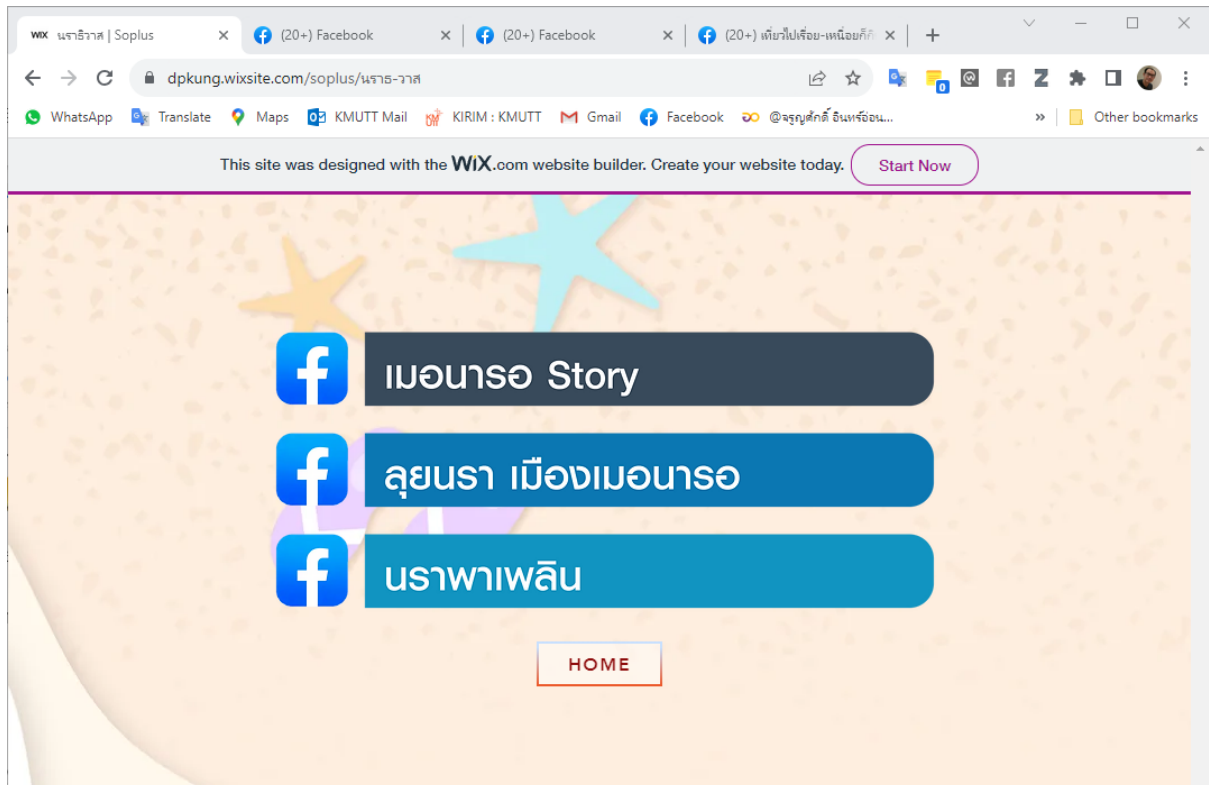 WIX นราธิวาส | Soplus
(20+) Facebook
(20+) Facebook
(20+) เที่ยวไปเรื่อย-เหนื่อยก็
dpkung.wixsite.com/soplus/นราธ-วาส
WhatsApp Translate Maps KMUTT Mail KIRIM : KMUTT Gmail Facebook @จรูญศักดิ์ อินทร์อ่อน... » Other bookmarks
This site was designed with the WiX.com website builder. Create your website today. Start Now
เมอนารอ Story
ลุยนรา เมืองเมอนารอ
นราพาเพลิน
HOME